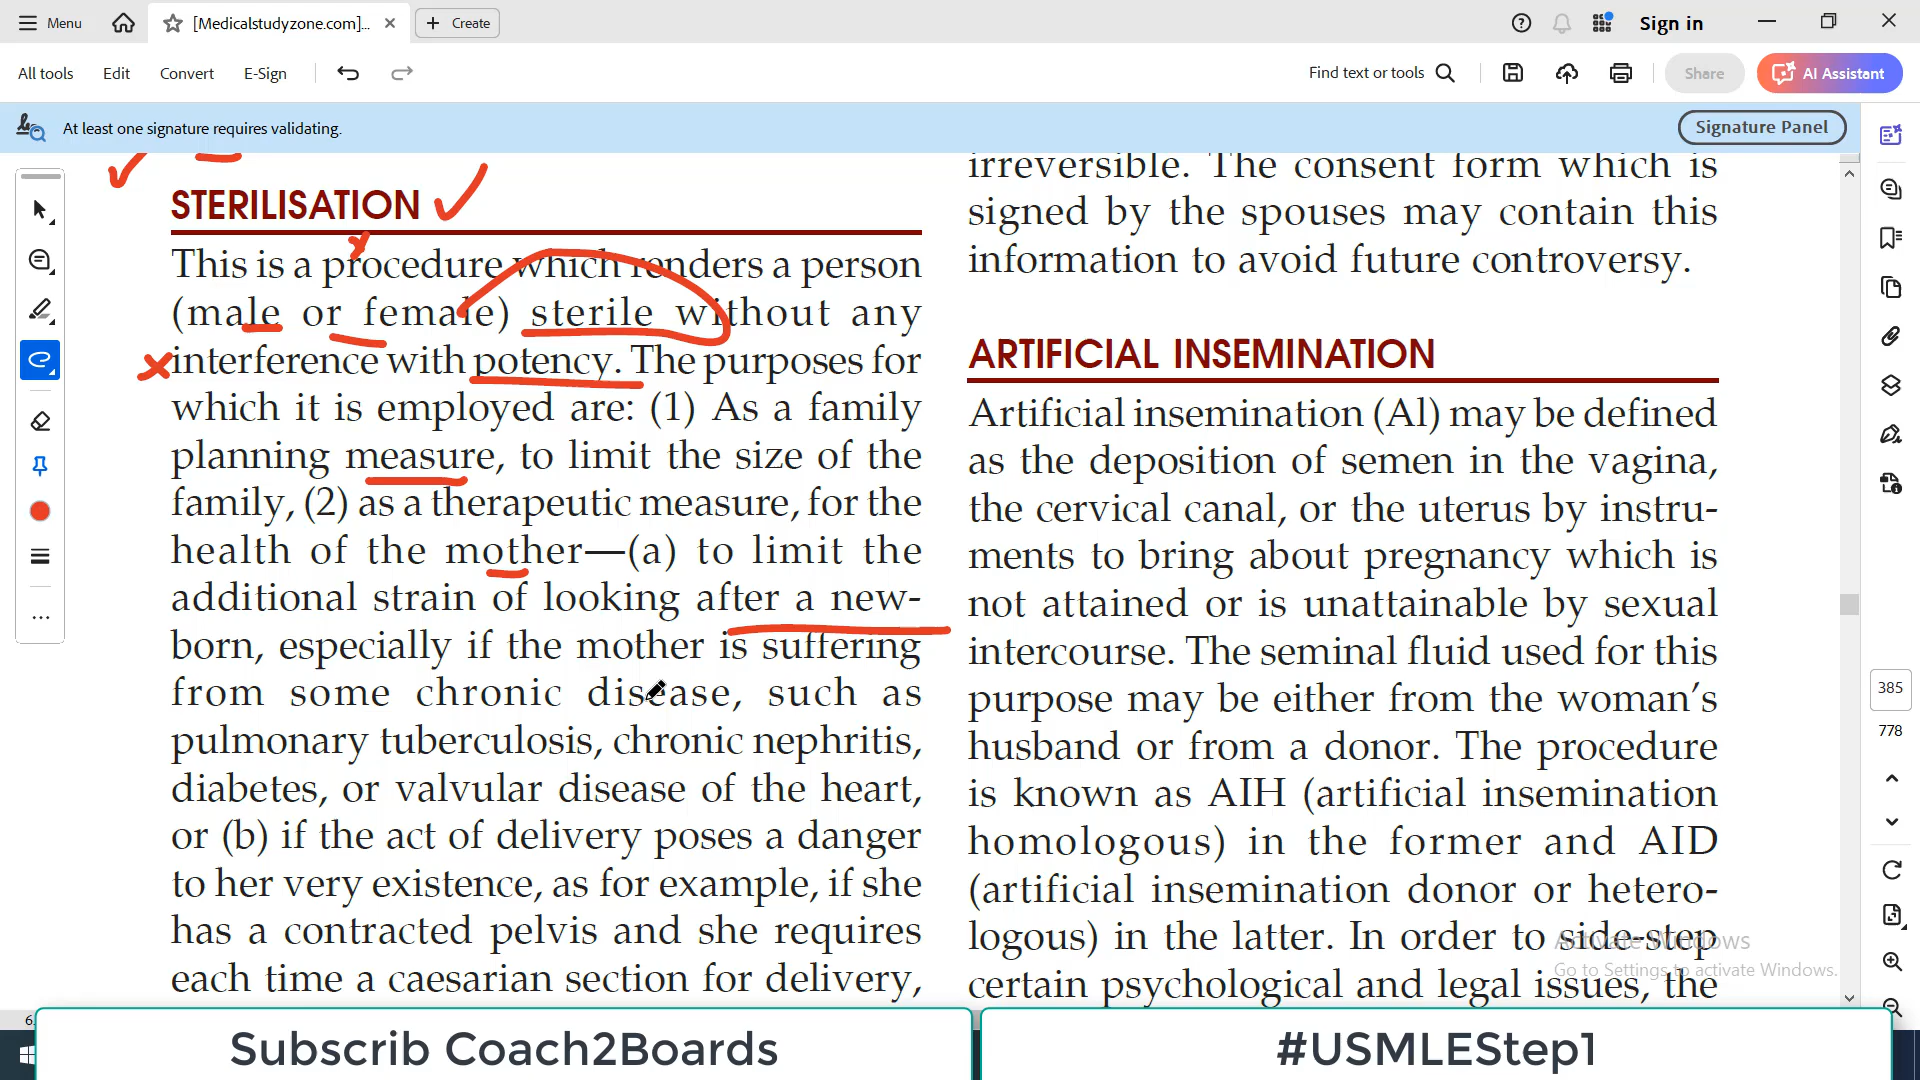 Menu
[Medicalstudyzone.com]...
Create
Sign in
All tools
Edit
Convert
E-Sign
Find text or tools
Share
AI Assistant
At least one signature requires validating.
Signature Panel
STERILISATION
This is a procedure which renders a person
(male or female) sterile without any
interference with potency. The purposes for
which it is employed are: (1) As a family
planning measure, to limit the size of the
family, (2) as a therapeutic measure, for the
health of the mother—(a) to limit the
additional strain of looking after a new-
born, especially if the mother is suffering
from some chronic disease, such as
pulmonary tuberculosis, chronic nephritis,
diabetes, or valvular disease of the heart,
or (b) if the act of delivery poses a danger
to her very existence, as for example, if she
has a contracted pelvis and she requires
each time a caesarian section for delivery,
irreversible. The consent form which is
signed by the spouses may contain this
information to avoid future controversy.
ARTIFICIAL INSEMINATION
Artificial insemination (Al) may be defined
as the deposition of semen in the vagina,
the cervical canal, or the uterus by instru-
ments to bring about pregnancy which is
not attained or is unattainable by sexual
intercourse. The seminal fluid used for this
purpose may be either from the woman's
husband or from a donor. The procedure
is known as AIH (artificial insemination
homologous) in the former and AID
(artificial insemination donor or hetero-
logous) in the latter. In order to side-step
certain psychological and legal issues, the
385
778
Activate Windows
Go to Settings to activate Windows.
Subscrib Coach2Boards
#USMLEStep1